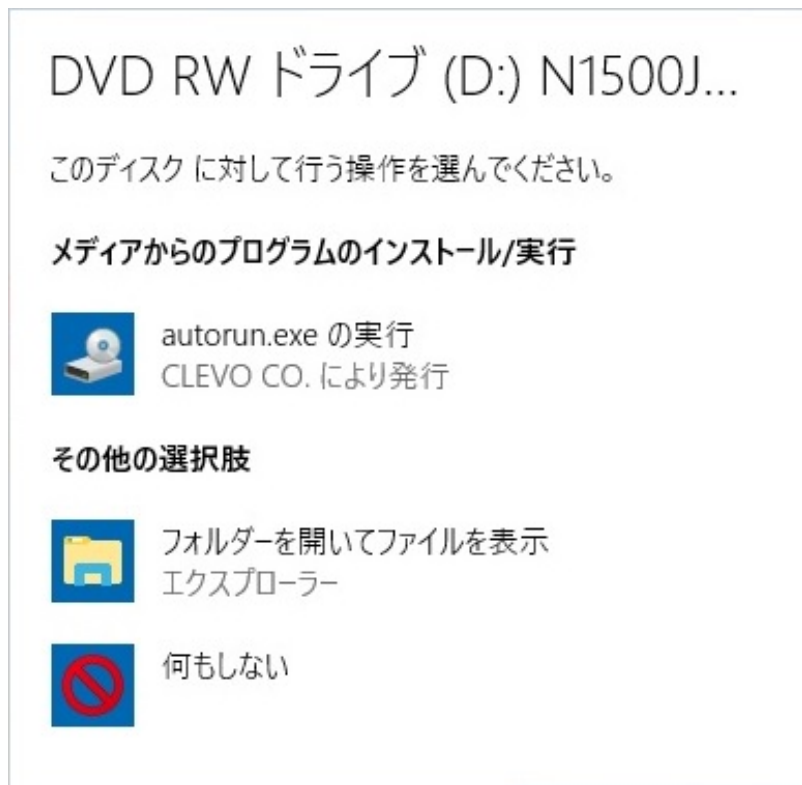 DVD RW ドライブ (D:) N1500J...
このディスク に対して行う操作を選んでください。
メディアからのプログラムのインストール/実行
autorun.exe の実行
CLEVO CO. により発行
その他の選択肢
フォルダーを開いてファイルを表示
エクスプローラー
何もしない